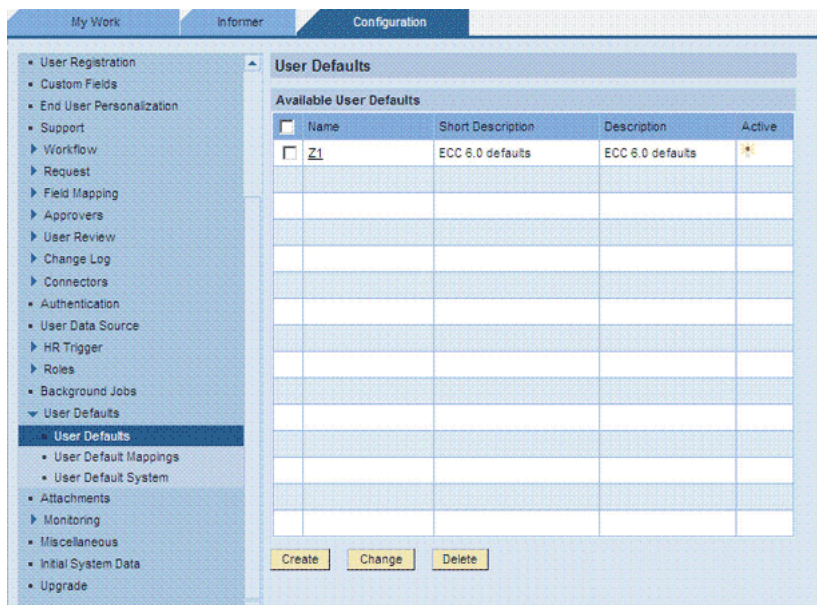 My Work Informer Configuration
User Registration
Custom Fields
End User Personalization
Support
Workflow
Request
Field Mapping
Approvers
User Review
Change Log
Connectors
Authentication
User Data Source
HR Trigger
Roles
Background Jobs
User Defaults
User Defaults
User Default Mappings
User Default System
Attachments
Monitoring
Miscellaneous
Initial System Data
Upgrade
User Defaults
Available User Defaults
Name Short Description Description Active
Z1 ECC 6.0 defaults ECC 6.0 defaults
Create Change Delete